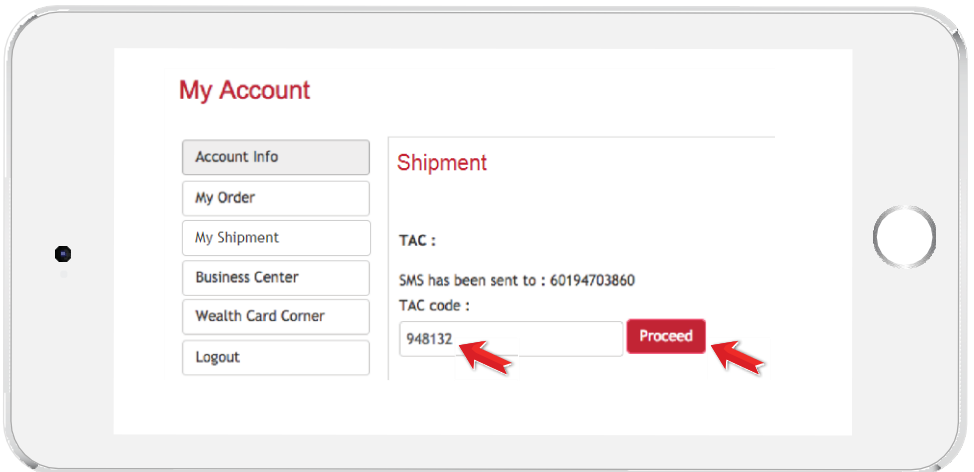 My Account
Account Info
My Order
My Shipment
Business Center
Wealth Card Corner
Logout
Shipment
TAC :
SMS has been sent to : 60194703860
TAC code :
948132
Proceed